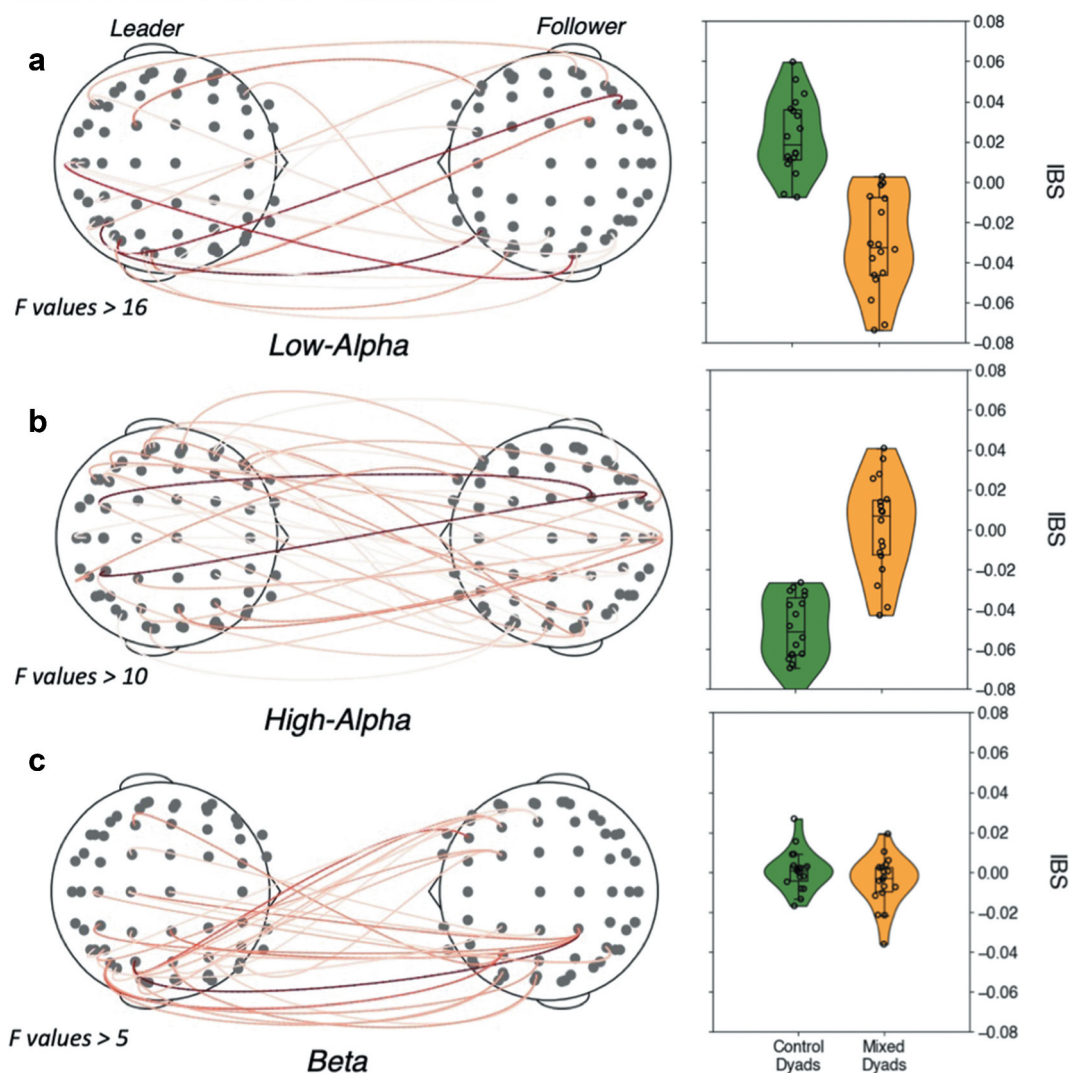 Leader
Follower
a
F values > 16
Low-Alpha
0.08
0.06
0.04
0.02
0.00
−0.02
−0.04
−0.06
−0.08
IBS
b
F values > 10
High-Alpha
0.08
0.06
0.04
0.02
0.00
−0.02
−0.04
−0.06
−0.08
IBS
c
F values > 5
Beta
0.08
0.06
0.04
0.02
0.00
−0.02
−0.04
−0.06
−0.08
IBS
Control
Dyads
Mixed
Dyads